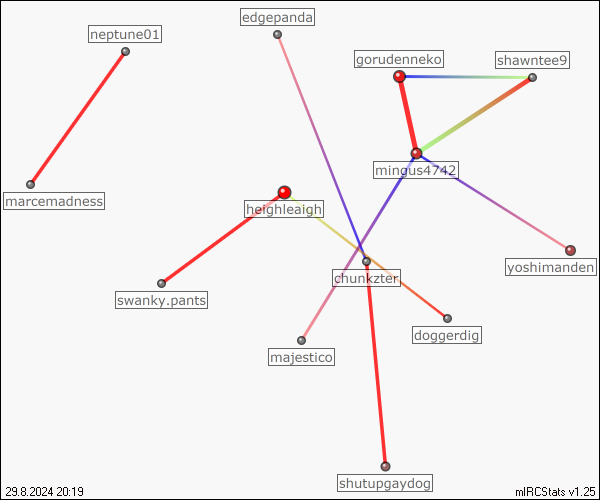 edgepanda
neptune01
gorudenneko
shawntee9
mingus4742
marcemadness
heighleaigh
yoshimanden
chunkzter
swanky.pants
doggerdig
majestico
shutupgaydog
29.8.2024 20:19
mIRCStats v1.25